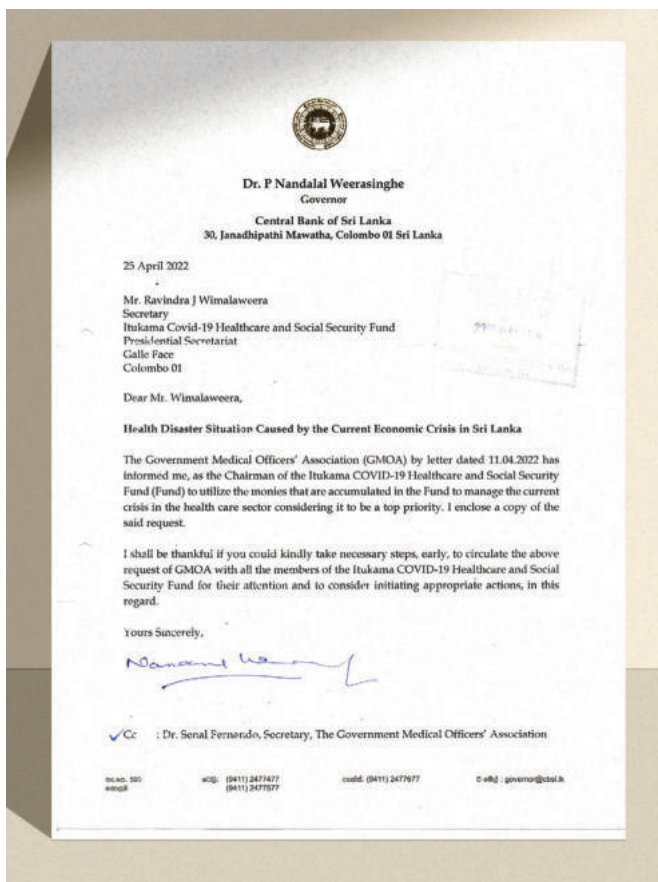 Dr. P Nandalal Weerasinghe
Governor
Central Bank of Sri Lanka
30, Janadhipathi Mawatha, Colombo 01 Sri Lanka
25 April 2022
Mr. Ravindra J Wimalaweera
Secretary
Itukama Covid-19 Healthcare and Social Security Fund
Presidential Secretariat
Galle Face
Colombo 01
Dear Mr. Wimalaweera,
Health Disaster Situation Caused by the Current Economic Crisis in Sri Lanka
The Government Medical Officers' Association (GMOA) by letter dated 11.04.2022 has
informed me, as the Chairman of the Itukama COVID-19 Healthcare and Social Security
Fund (Fund) to utilize the monies that are accumulated in the Fund to manage the current
crisis in the health care sector considering it to be a top priority. I enclose a copy of the
said request.
I shall be thankful if you could kindly take necessary steps, early, to circulate the above
request of GMOA with all the members of the Itukama COVID-19 Healthcare and Social
Security Fund for their attention and to consider initiating appropriate actions, in this
regard.
Yours Sincerely,
Cc : Dr. Senal Fernando, Secretary, The Government Medical Officers' Association
590 (9411) 2477477 (9411) 2477677 governor@cbsl.lk
(9411) 2477577